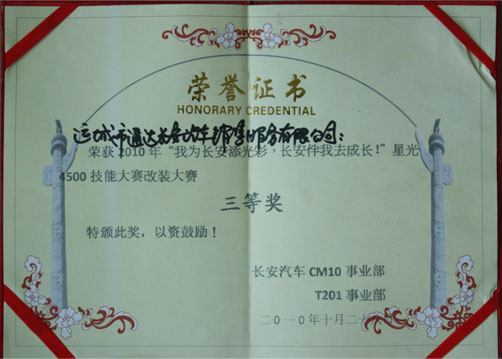 荣誉证书
HONORARY CREDENTIAL
运城市通达长安汽车销售服务有限公司：
荣获2010年“我为长安添光彩，长安伴我去成长！”星光
4500技能大赛改装大赛
三等奖
特颁此奖，以资鼓励！
长安汽车CM10事业部
T201事业部
二〇一〇年十月二十